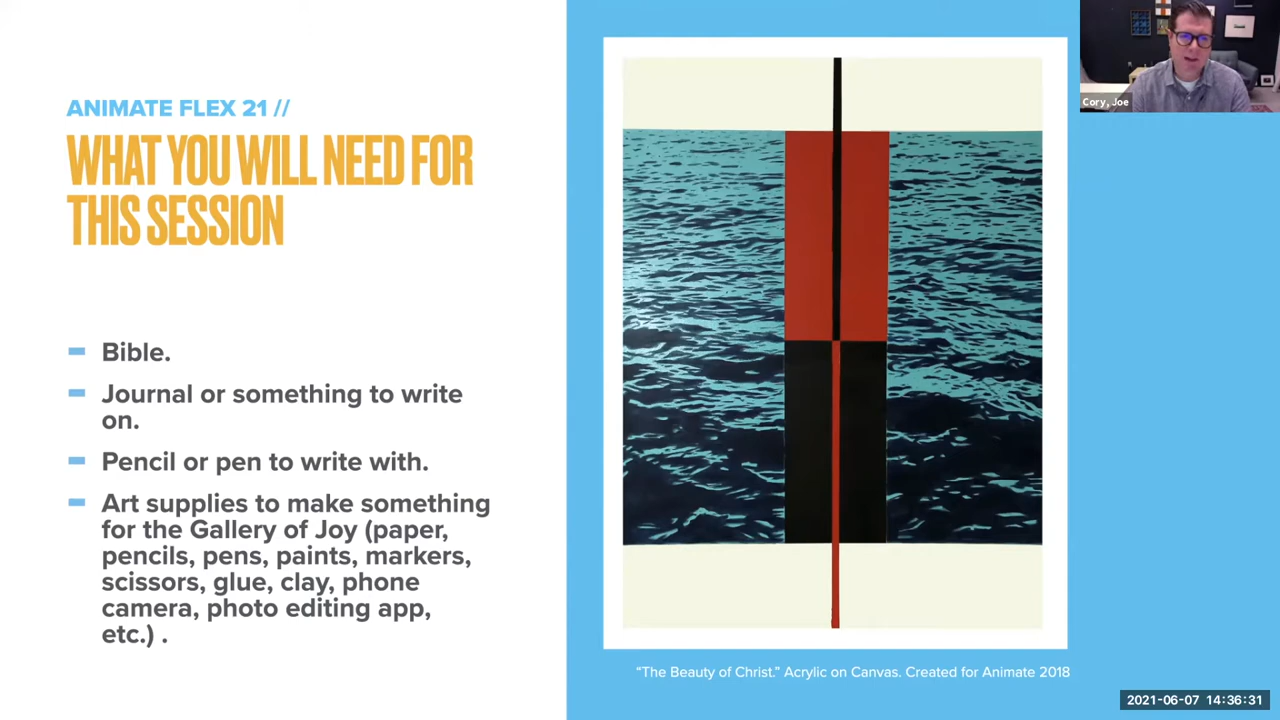 ANIMATE FLEX 21 //
WHAT YOU WILL NEED FOR
THIS SESSION
Bible.
Journal or something to write
on.
Pencil or pen to write with.
Art supplies to make something
for the Gallery of Joy (paper,
pencils, pens, paints, markers,
scissors, glue, clay, phone
camera, photo editing app,
etc.) .
“The Beauty of Christ.” Acrylic on Canvas. Created for Animate 2018
Cory, Joe
2021-06-07 14:36:31